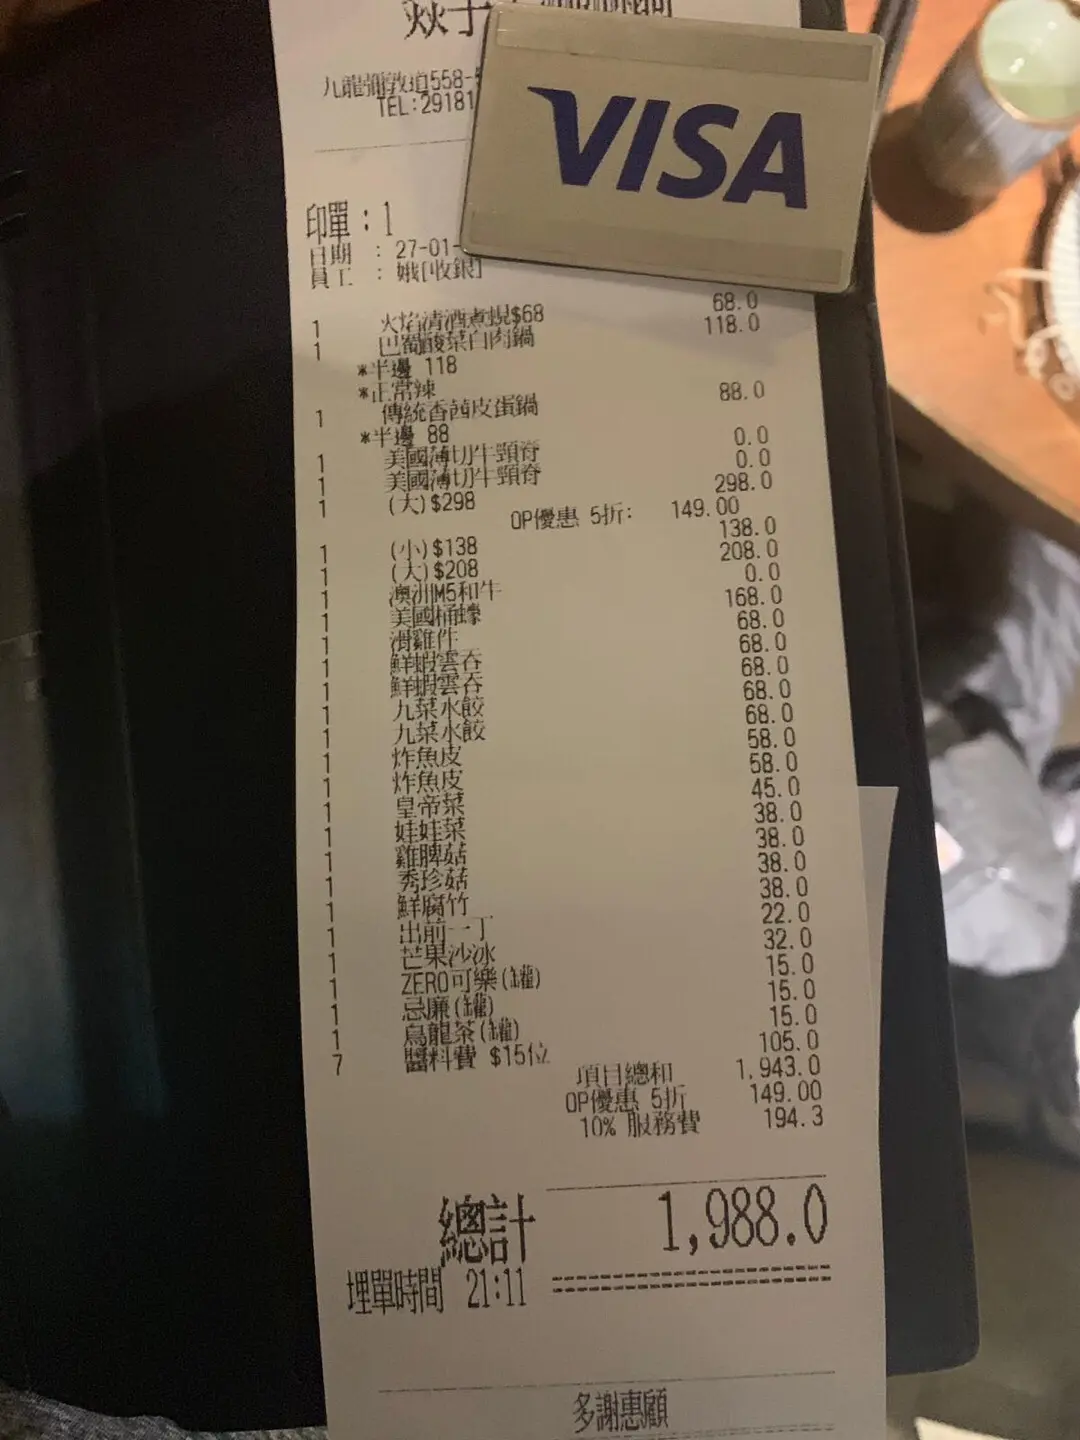 九龍彌敦道558-
TEL:29181
VISA
印單：1
日期 : 27-01-
員工 : 娥[收銀]
1 火焰清酒煮蜆$68 68.0
1 巴蜀酸菜白肉鍋 118.0
*半邊 118
*正常辣
1 傳統香茜皮蛋鍋 88.0
*半邊 88
1 美國薄切牛頸脊 0.0
1 美國薄切牛頸脊 0.0
1 (大)$298 298.0
OP優惠 5折: 149.00
1 (小)$138 138.0
1 (大)$208 208.0
1 澳洲M5和牛 0.0
1 美國桶蠔 168.0
1 滑雞件 68.0
1 鮮蝦雲吞 68.0
1 鮮蝦雲吞 68.0
1 九菜水餃 68.0
1 九菜水餃 68.0
1 炸魚皮 58.0
1 炸魚皮 58.0
1 皇帝菜 45.0
1 娃娃菜 38.0
1 雞髀菇 38.0
1 秀珍菇 38.0
1 鮮腐竹 38.0
1 出前一丁 22.0
1 芒果沙冰 32.0
1 ZERO可樂(罐) 15.0
1 忌廉(罐) 15.0
1 烏龍茶(罐) 15.0
7 醬料費 $15位 105.0
項目總和 1,943.0
OP優惠 5折 149.00
10% 服務費 194.3
總計 1,988.0
埋單時間 21:11
多謝惠顧